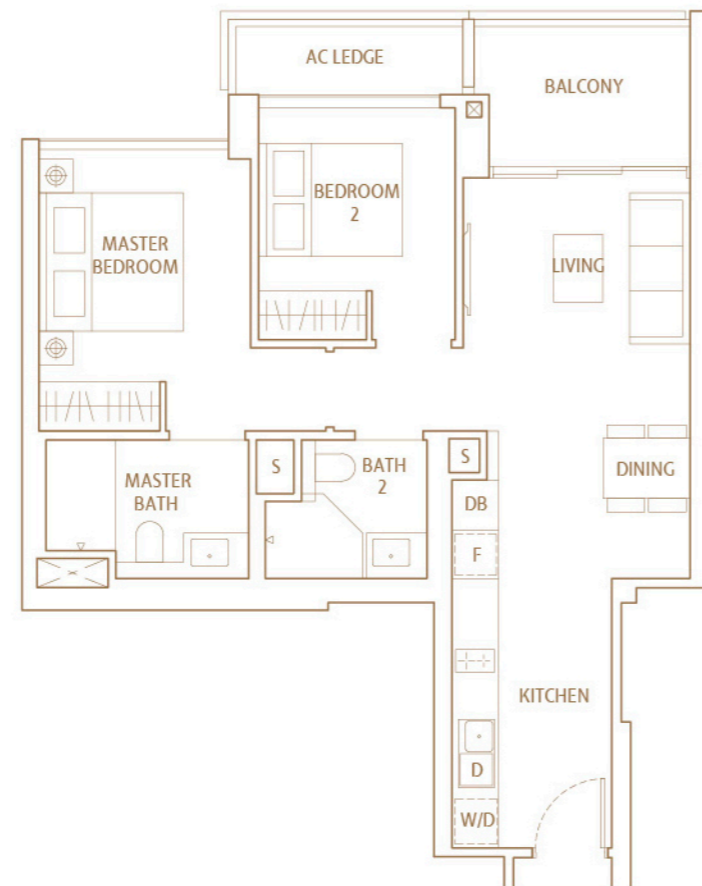 AC LEDGE
BALCONY
BEDROOM
2
MASTER
BEDROOM
LIVING
S
BATH
2
S
DINING
MASTER
BATH
DB
F
KITCHEN
D
W/D